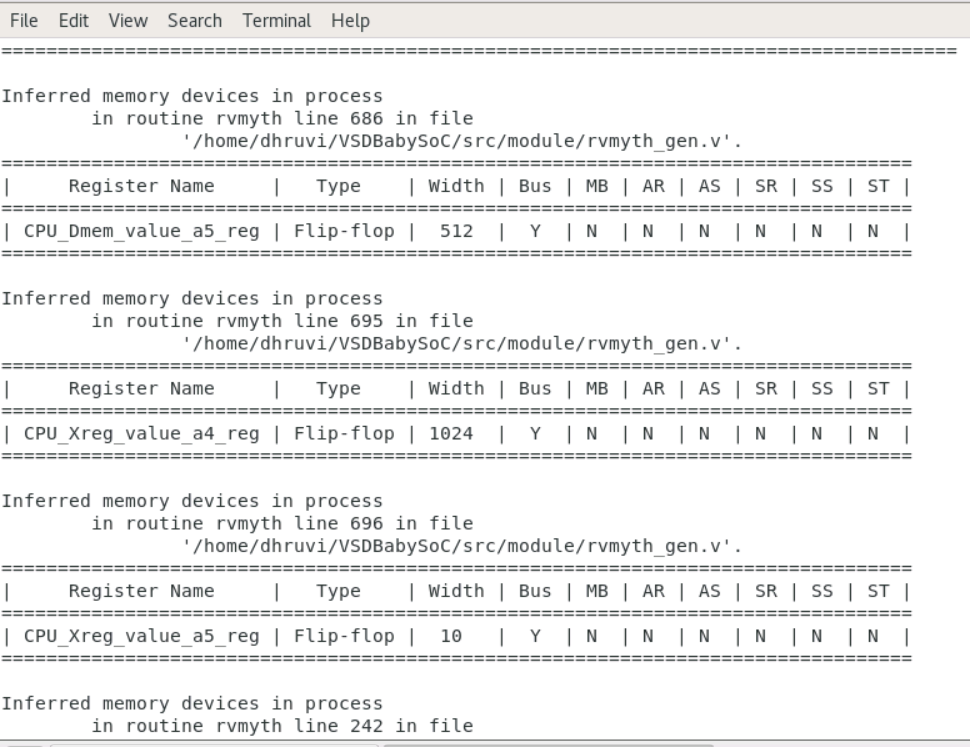 File Edit View Search Terminal Help
=====================================================================================

Inferred memory devices in process
        in routine rvmyth line 686 in file
                '/home/dhruvi/VSDBabySoC/src/module/rvmyth_gen.v'.
=================================================================================
|     Register Name     |   Type    | Width | Bus | MB | AR | AS | SR | SS | ST |
=================================================================================
| CPU_Dmem_value_a5_reg | Flip-flop |  512  |  Y  | N  | N  | N  | N  | N  | N  |
=================================================================================

Inferred memory devices in process
        in routine rvmyth line 695 in file
                '/home/dhruvi/VSDBabySoC/src/module/rvmyth_gen.v'.
=================================================================================
|     Register Name     |   Type    | Width | Bus | MB | AR | AS | SR | SS | ST |
=================================================================================
| CPU_Xreg_value_a4_reg | Flip-flop | 1024  |  Y  | N  | N  | N  | N  | N  | N  |
=================================================================================

Inferred memory devices in process
        in routine rvmyth line 696 in file
                '/home/dhruvi/VSDBabySoC/src/module/rvmyth_gen.v'.
=================================================================================
|     Register Name     |   Type    | Width | Bus | MB | AR | AS | SR | SS | ST |
=================================================================================
| CPU_Xreg_value_a5_reg | Flip-flop |  10   |  Y  | N  | N  | N  | N  | N  | N  |
=================================================================================

Inferred memory devices in process
        in routine rvmyth line 242 in file